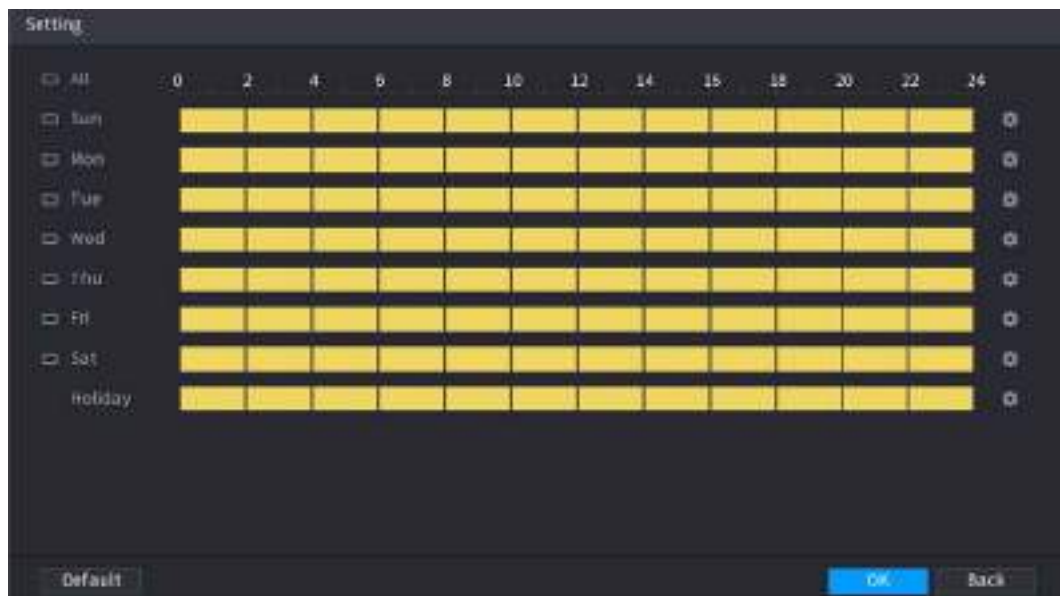 Setting
All 0 2 4 6 8 10 12 14 16 18 20 22 24
Sun
Mon
Tue
Wed
Thu
Fri
Sat
Holiday
Default OK Back